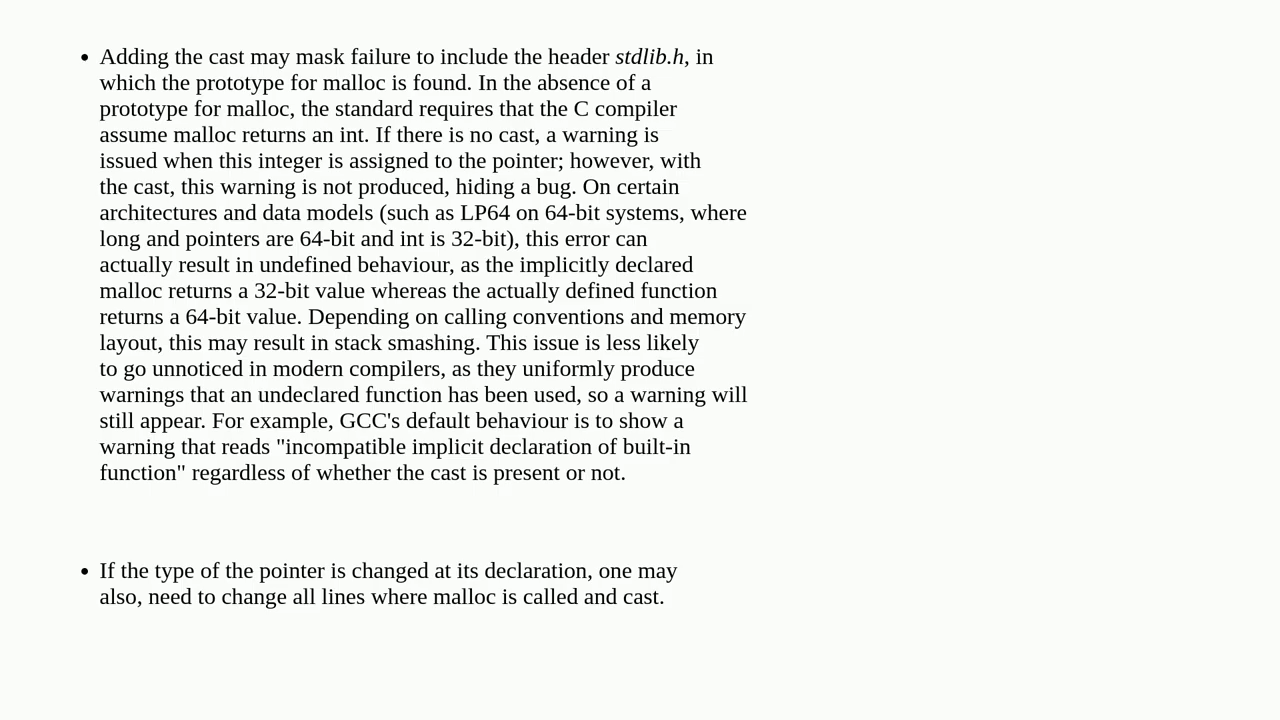 • Adding the cast may mask failure to include the header stdlib.h, in
which the prototype for malloc is found. In the absence of a
prototype for malloc, the standard requires that the C compiler
assume malloc returns an int. If there is no cast, a warning is
issued when this integer is assigned to the pointer; however, with
the cast, this warning is not produced, hiding a bug. On certain
architectures and data models (such as LP64 on 64-bit systems, where
long and pointers are 64-bit and int is 32-bit), this error can
actually result in undefined behaviour, as the implicitly declared
malloc returns a 32-bit value whereas the actually defined function
returns a 64-bit value. Depending on calling conventions and memory
layout, this may result in stack smashing. This issue is less likely
to go unnoticed in modern compilers, as they uniformly produce
warnings that an undeclared function has been used, so a warning will
still appear. For example, GCC's default behaviour is to show a
warning that reads "incompatible implicit declaration of built-in
function" regardless of whether the cast is present or not.
• If the type of the pointer is changed at its declaration, one may
also, need to change all lines where malloc is called and cast.